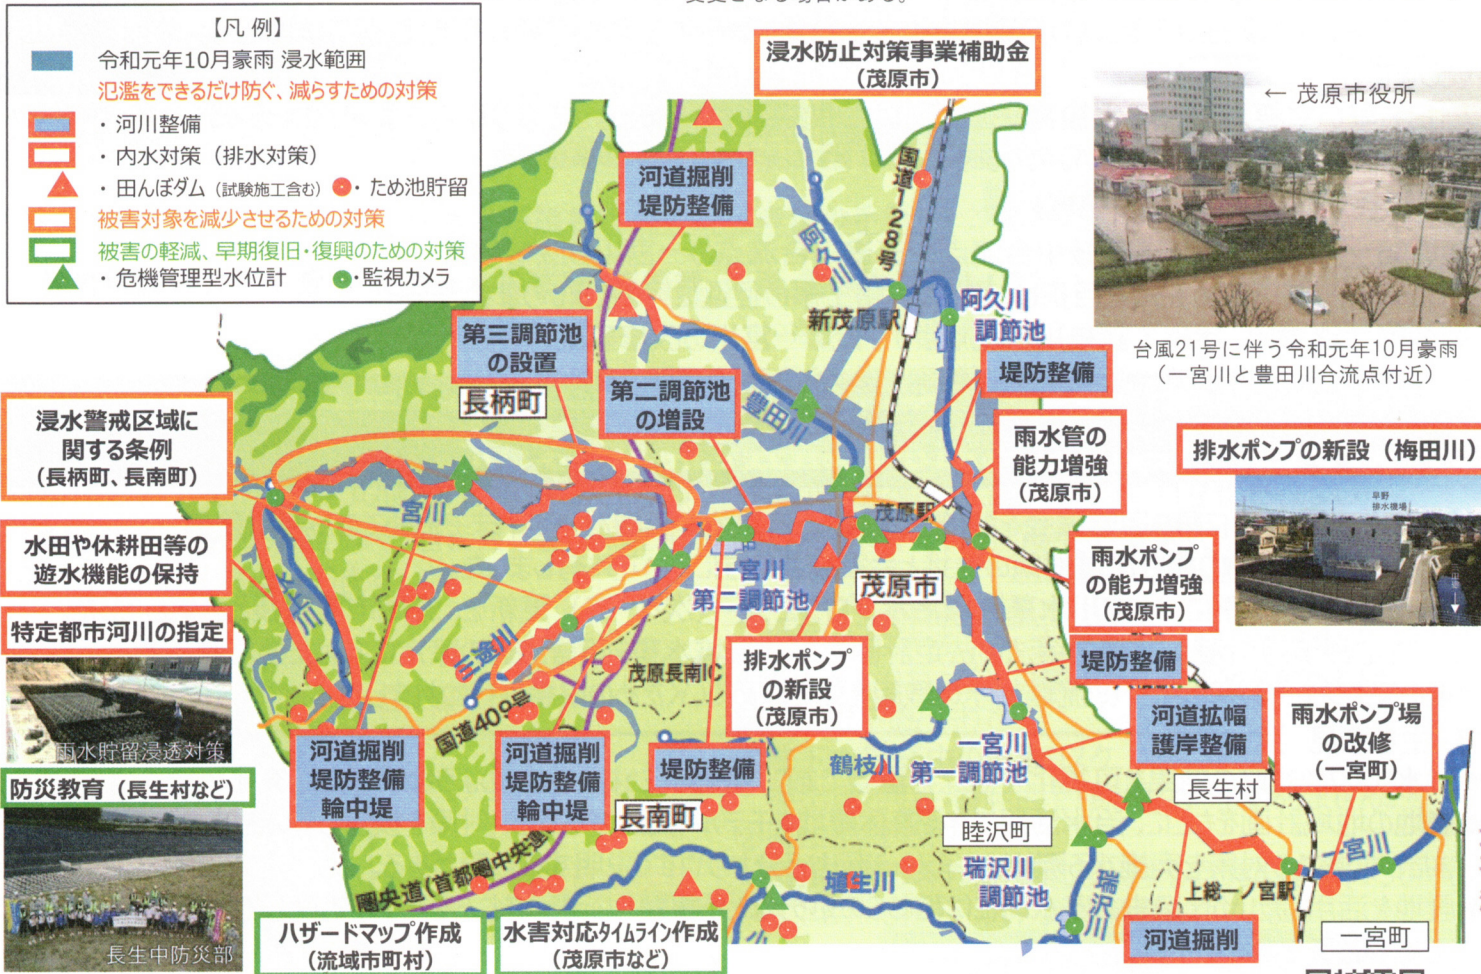 【凡 例】
令和元年10月豪雨 浸水範囲
氾濫をできるだけ防ぐ、減らすための対策
・河川整備
・内水対策（排水対策）
・田んぼダム（試験施工含む）
・ため池貯留
被害対象を減少させるための対策
被害の軽減、早期復旧・復興のための対策
・危機管理型水位計
・監視カメラ
浸水防止対策事業補助金
（茂原市）
← 茂原市役所
台風21号に伴う令和元年10月豪雨
（一宮川と豊田川合流点付近）
河道掘削
堤防整備
国道128号
阿久川
新茂原駅
阿久川
調節池
第三調節池
の設置
長柄町
第二調節池
の増設
豊田川
堤防整備
浸水警戒区域に
関する条例
（長柄町、長南町）
一宮川
雨水管の
能力増強
（茂原市）
排水ポンプの新設（梅田川）
早野
排水機場
茂原駅
水田や休耕田等の
遊水機能の保持
一宮川
第二調節池
茂原市
雨水ポンプ
の能力増強
（茂原市）
特定都市河川の指定
三途川
茂原長南IC
排水ポンプ
の新設
（茂原市）
堤防整備
雨水貯留浸透対策
国道409号
河道掘削
堤防整備
輪中堤
河道掘削
堤防整備
輪中堤
堤防整備
鶴枝川
一宮川
第一調節池
河道拡幅
護岸整備
雨水ポンプ場
の改修
（一宮町）
防災教育（長生村など）
長南町
長生村
睦沢町
圏央道(首都圏中央連
埴生川
瑞沢川
調節池
瑞沢川
一宮川
上総一ノ宮駅
長生中防災部
ハザードマップ作成
（流域市町村）
水害対応タイムライン作成
（茂原市など）
河道掘削
一宮町